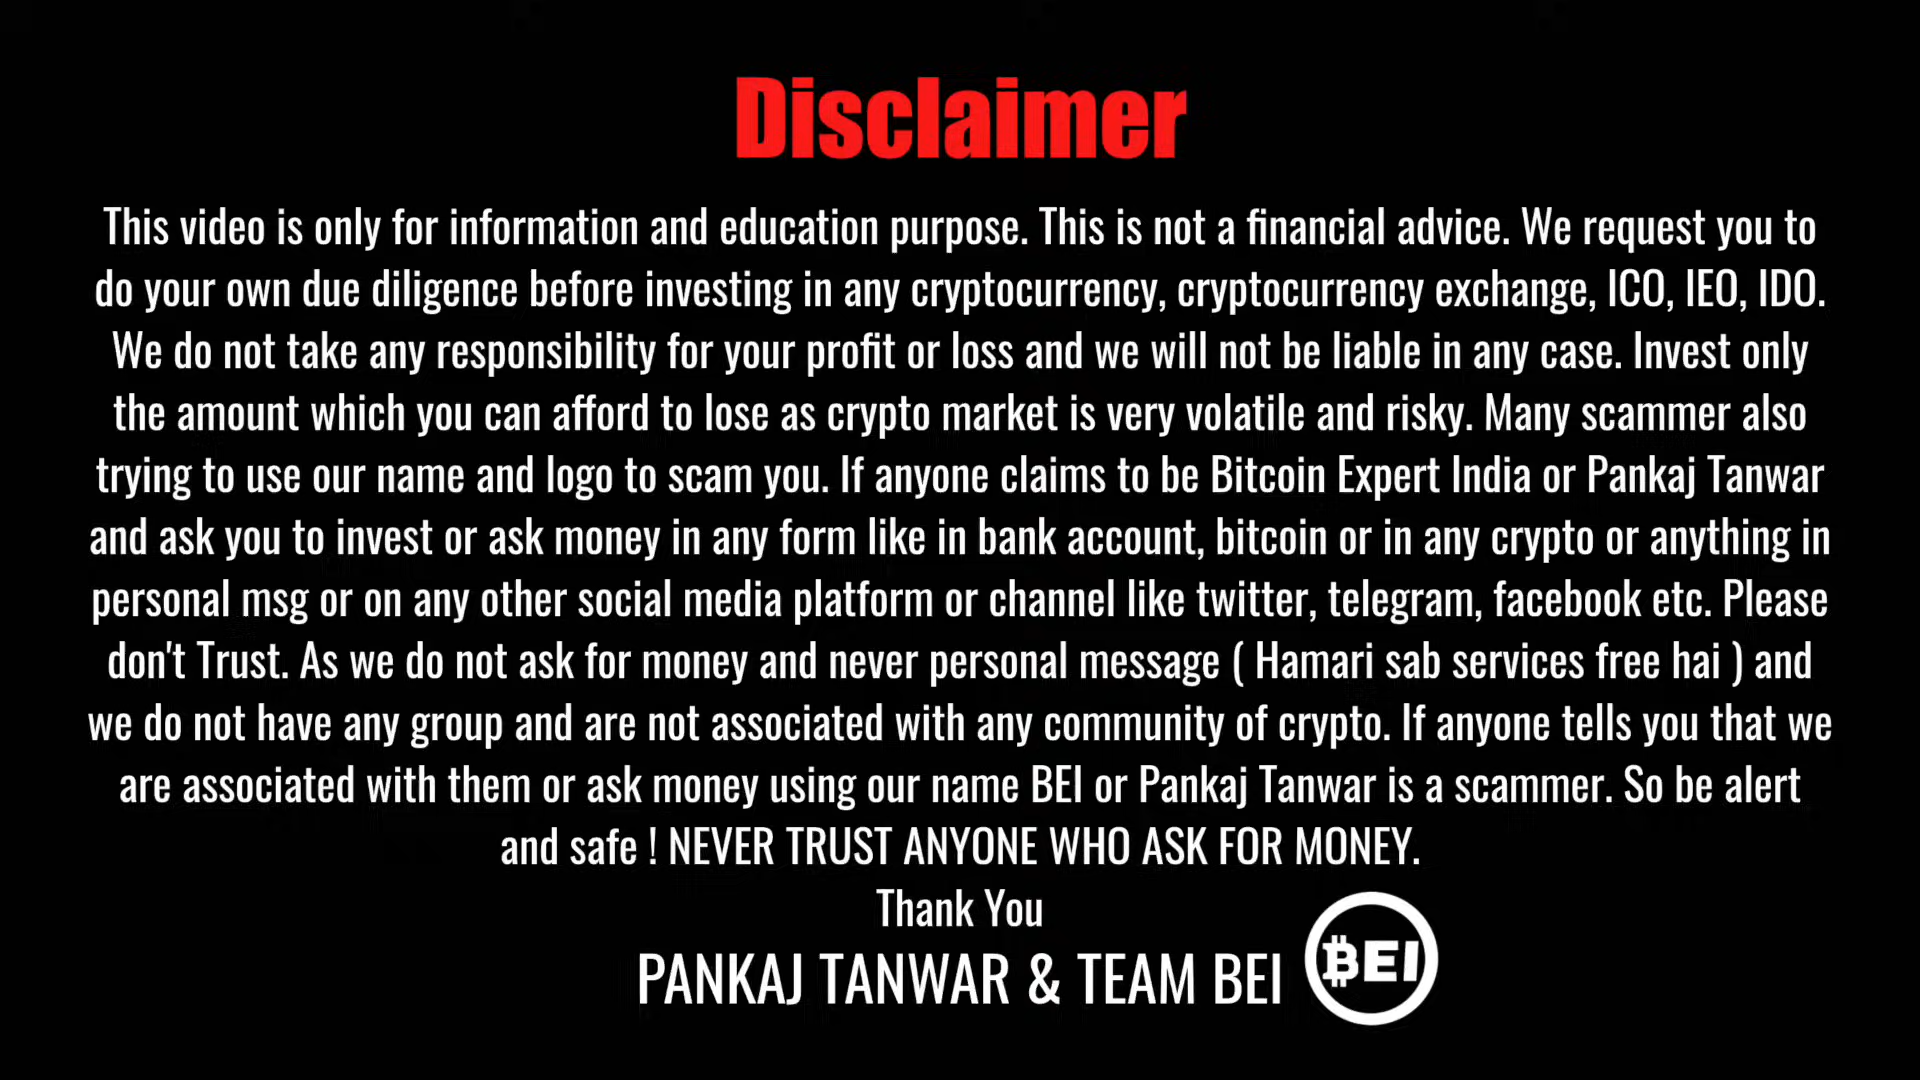 Disclaimer
This video is only for information and education purpose. This is not a financial advice. We request you to
do your own due diligence before investing in any cryptocurrency, cryptocurrency exchange, ICO, IEO, IDO.
We do not take any responsibility for your profit or loss and we will not be liable in any case. Invest only
the amount which you can afford to lose as crypto market is very volatile and risky. Many scammer also
trying to use our name and logo to scam you. If anyone claims to be Bitcoin Expert India or Pankaj Tanwar
and ask you to invest or ask money in any form like in bank account, bitcoin or in any crypto or anything in
personal msg or on any other social media platform or channel like twitter, telegram, facebook etc. Please
don't Trust. As we do not ask for money and never personal message ( Hamari sab services free hai ) and
we do not have any group and are not associated with any community of crypto. If anyone tells you that we
are associated with them or ask money using our name BEI or Pankaj Tanwar is a scammer. So be alert
and safe ! NEVER TRUST ANYONE WHO ASK FOR MONEY.
Thank You
PANKAJ TANWAR & TEAM BEI
BEI